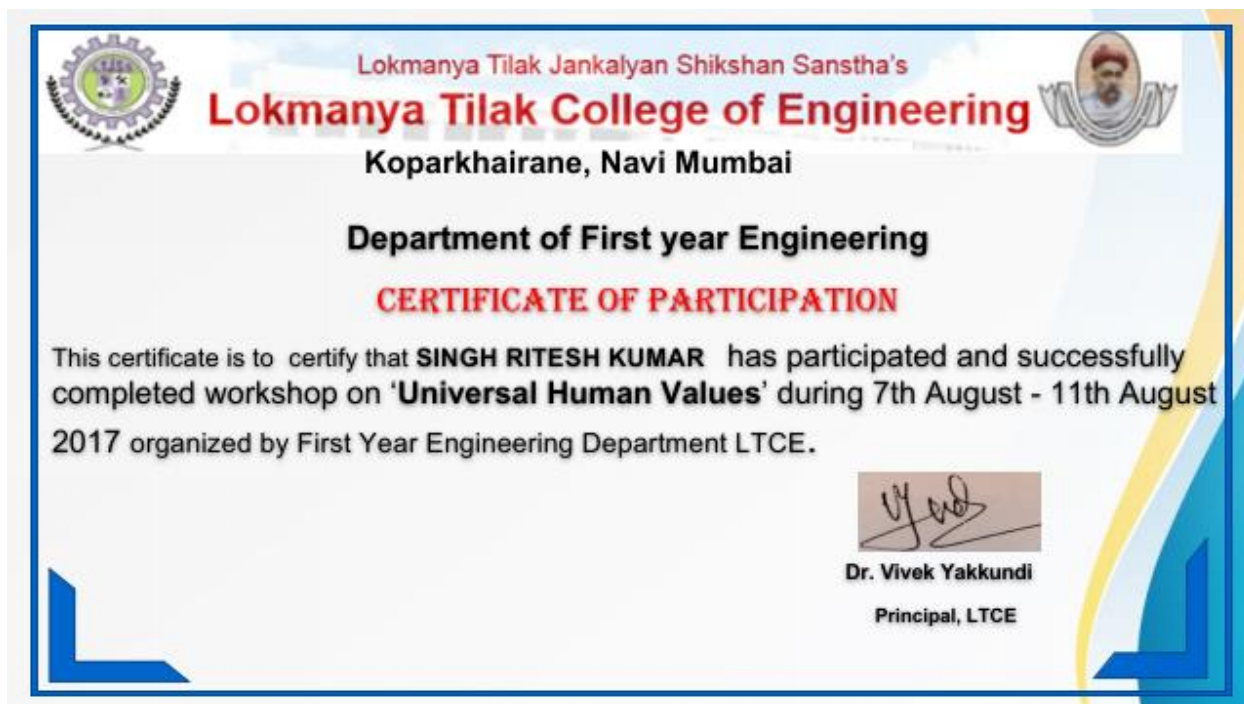 Lokmanya Tilak Jankalyan Shikshan Sanstha's
Lokmanya Tilak College of Engineering
Koparkhairane, Navi Mumbai
Department of First year Engineering
CERTIFICATE OF PARTICIPATION
This certificate is to certify that SINGH RITESH KUMAR has participated and successfully
completed workshop on ‘Universal Human Values’ during 7th August - 11th August
2017 organized by First Year Engineering Department LTCE.
Dr. Vivek Yakkundi
Principal, LTCE